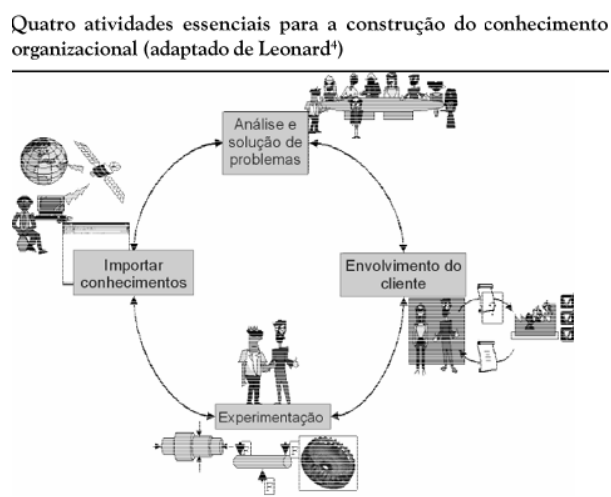 Quatro atividades essenciais para a construção do conhecimento
organizacional (adaptado de Leonard⁴)
Análise e
solução de
problemas
Importar
conhecimentos
Envolvimento do
cliente
Experimentação